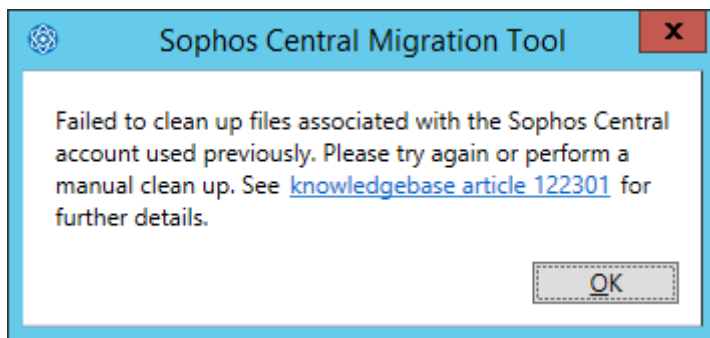 Sophos Central Migration Tool
x
Failed to clean up files associated with the Sophos Central
account used previously. Please try again or perform a
manual clean up. See knowledgebase article 122301 for
further details.
OK